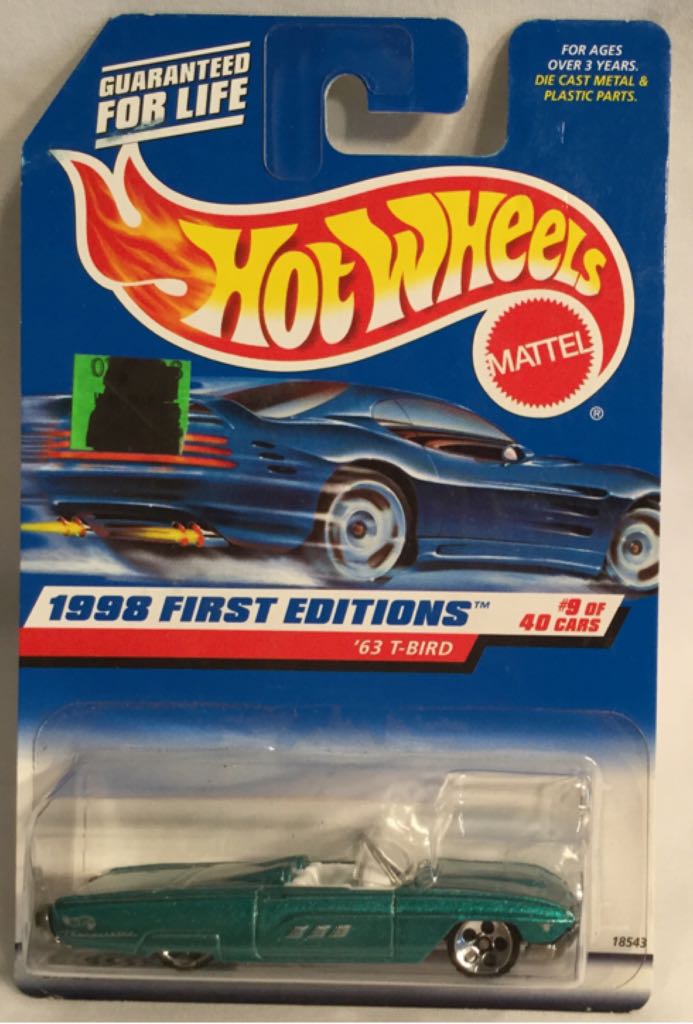 GUARANTEED
FOR LIFE
FOR AGES
OVER 3 YEARS.
DIE CAST METAL &
PLASTIC PARTS.
HOT WHEELS
MATTEL
®
1998 FIRST EDITIONS™
#9 OF
40 CARS
'63 T-BIRD
18543